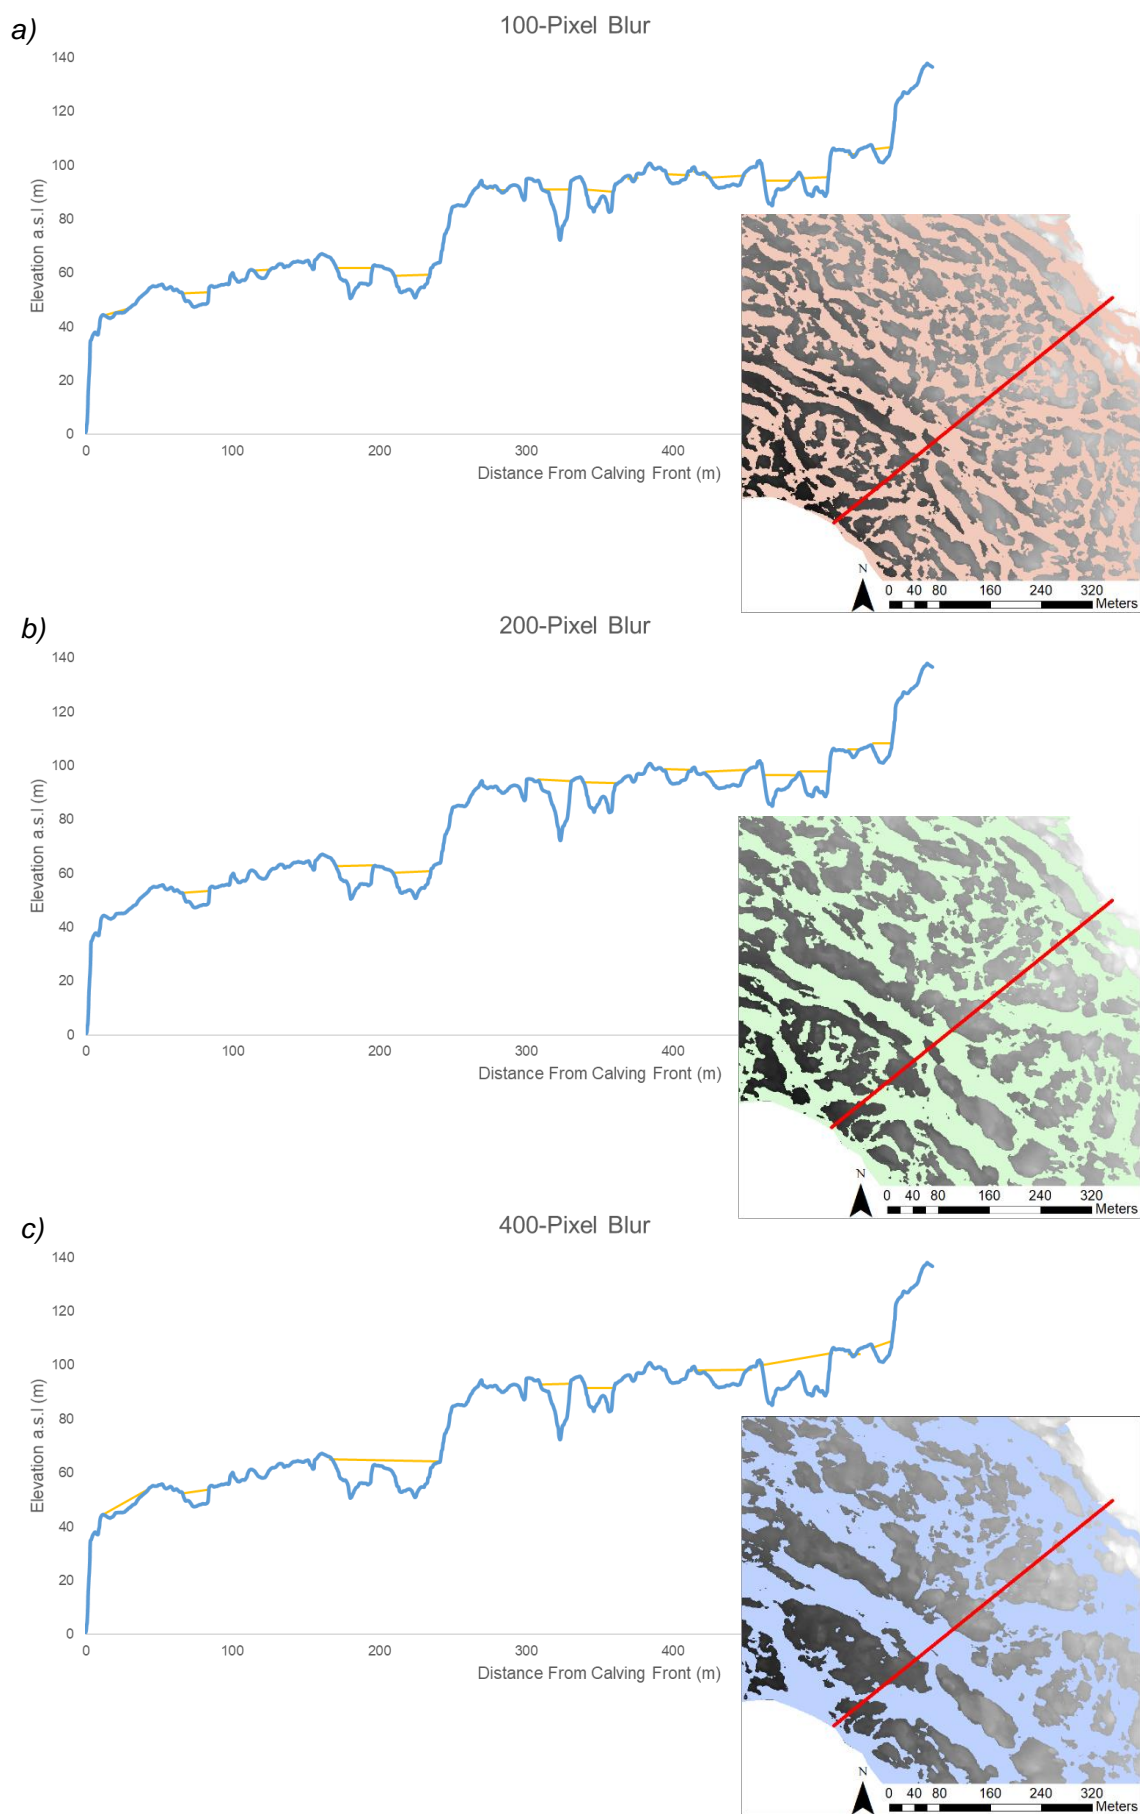 a)
100-Pixel Blur
140
120
100
80
60
40
20
0
Elevation a.s.l (m)
0 100 200 300 400
Distance From Calving Front (m)
N
0 40 80 160 240 320
Meters
b)
200-Pixel Blur
140
120
100
80
60
40
20
0
Elevation a.s.l (m)
0 100 200 300 400
Distance From Calving Front (m)
N
0 40 80 160 240 320
Meters
c)
400-Pixel Blur
140
120
100
80
60
40
20
0
Elevation a.s.l (m)
0 100 200 300 400
Distance From Calving Front (m)
N
0 40 80 160 240 320
Meters